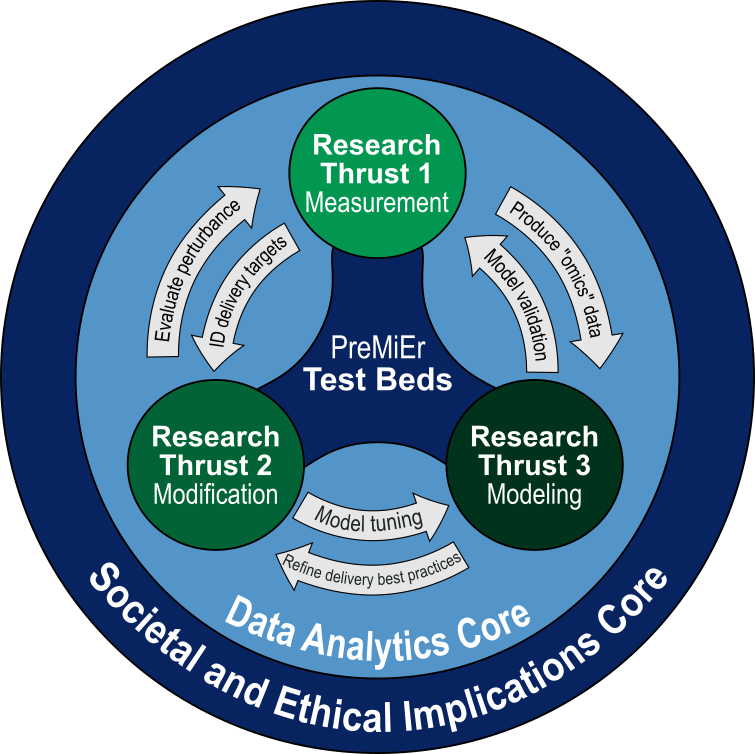 Research
Thrust 1
Measurement
Evaluate perturbance
ID delivery targets
Produce "omics" data
Model validation
PreMiEr
Test Beds
Research
Thrust 2
Modification
Research
Thrust 3
Modeling
Model tuning
Refine delivery best practices
Data Analytics Core
Societal and Ethical Implications Core